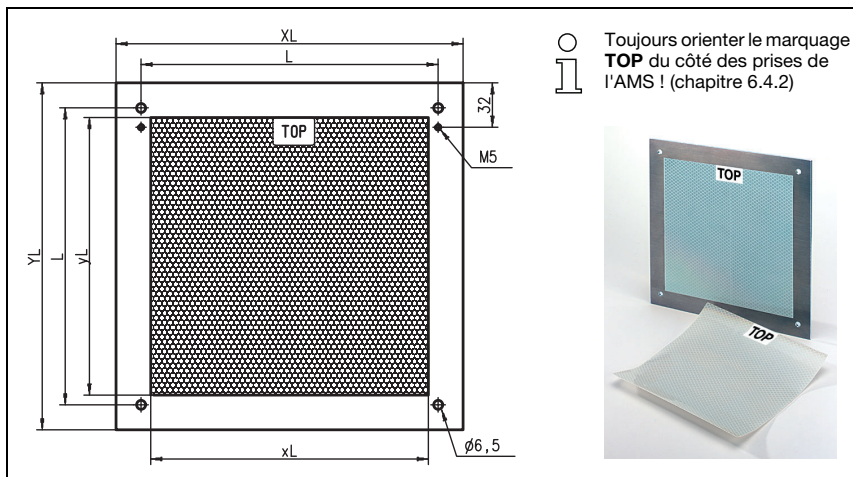 XL
L
32
TOP
M5
YL
L
yL
xL
ø6,5
Toujours orienter le marquage
TOP du côté des prises de
l'AMS ! (chapitre 6.4.2)
TOP
TOP